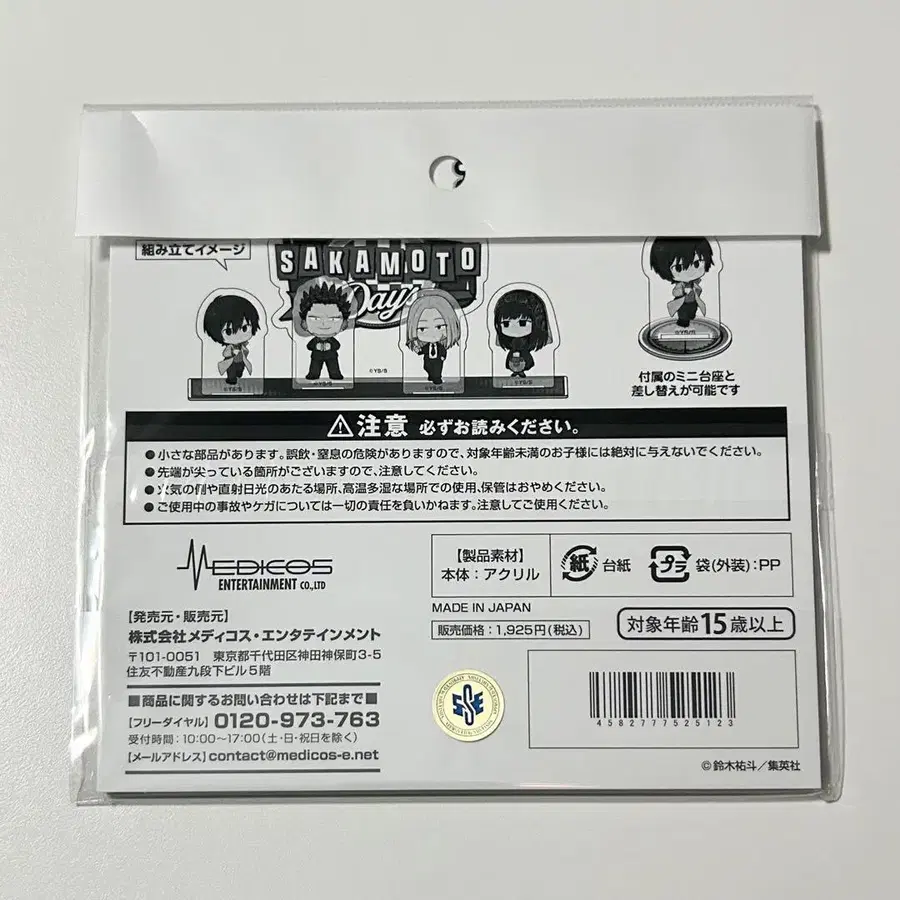 組み立てイメージ
SAKAMOTO
Days
©YS/S
©YS/S
©YS/S
©YS/S
©YS/S
付属のミニ台座と
差し替えが可能です
注意 必ずお読みください。
●小さな部品があります。誤飲・窒息の危険がありますので、対象年齢未満のお子様には絶対に与えないでください。
●先端が尖っている箇所がございますので、注意してください。
●火気の側や直射日光のあたる場所、高温多湿な場所での使用、保管はおやめください。
●ご使用中の事故やケガについては一切の責任を負いかねます。注意してご使用ください。
MEDICOS
ENTERTAINMENT CO.,LTD
【発売元・販売元】
株式会社メディコス・エンタテインメント
〒101-0051 東京都千代田区神田神保町3-5
住友不動産九段下ビル5階
■商品に関するお問い合わせは下記まで■
【フリーダイヤル】0120-973-763
受付時間：10:00〜17:00(土・日・祝日を除く)
【メールアドレス】contact@medicos-e.net
【製品素材】
本体：アクリル
紙 台紙
プラ 袋(外装)：PP
MADE IN JAPAN
販売価格：1,925円(税込)
対象年齢15歳以上
4582777525123
©鈴木祐斗／集英社